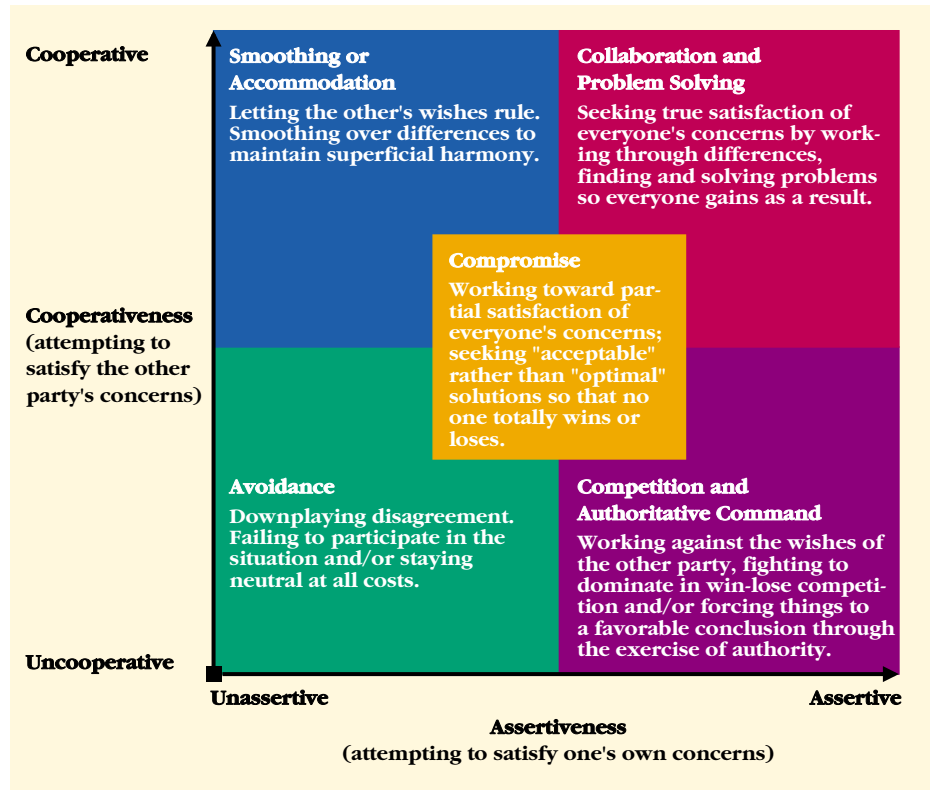 Cooperative
Smoothing or
Accommodation
Letting the other's wishes rule.
Smoothing over differences to
maintain superficial harmony.
Collaboration and
Problem Solving
Seeking true satisfaction of
everyone's concerns by work-
ing through differences,
finding and solving problems
so everyone gains as a result.
Compromise
Working toward par-
tial satisfaction of
everyone's concerns;
seeking "acceptable"
rather than "optimal"
solutions so that no
one totally wins or
loses.
Cooperativeness
(attempting to
satisfy the other
party's concerns)
Avoidance
Downplaying disagreement.
Failing to participate in the
situation and/or staying
neutral at all costs.
Competition and
Authoritative Command
Working against the wishes of
the other party, fighting to
dominate in win-lose competi-
tion and/or forcing things to
a favorable conclusion through
the exercise of authority.
Uncooperative
Unassertive
Assertive
Assertiveness
(attempting to satisfy one's own concerns)